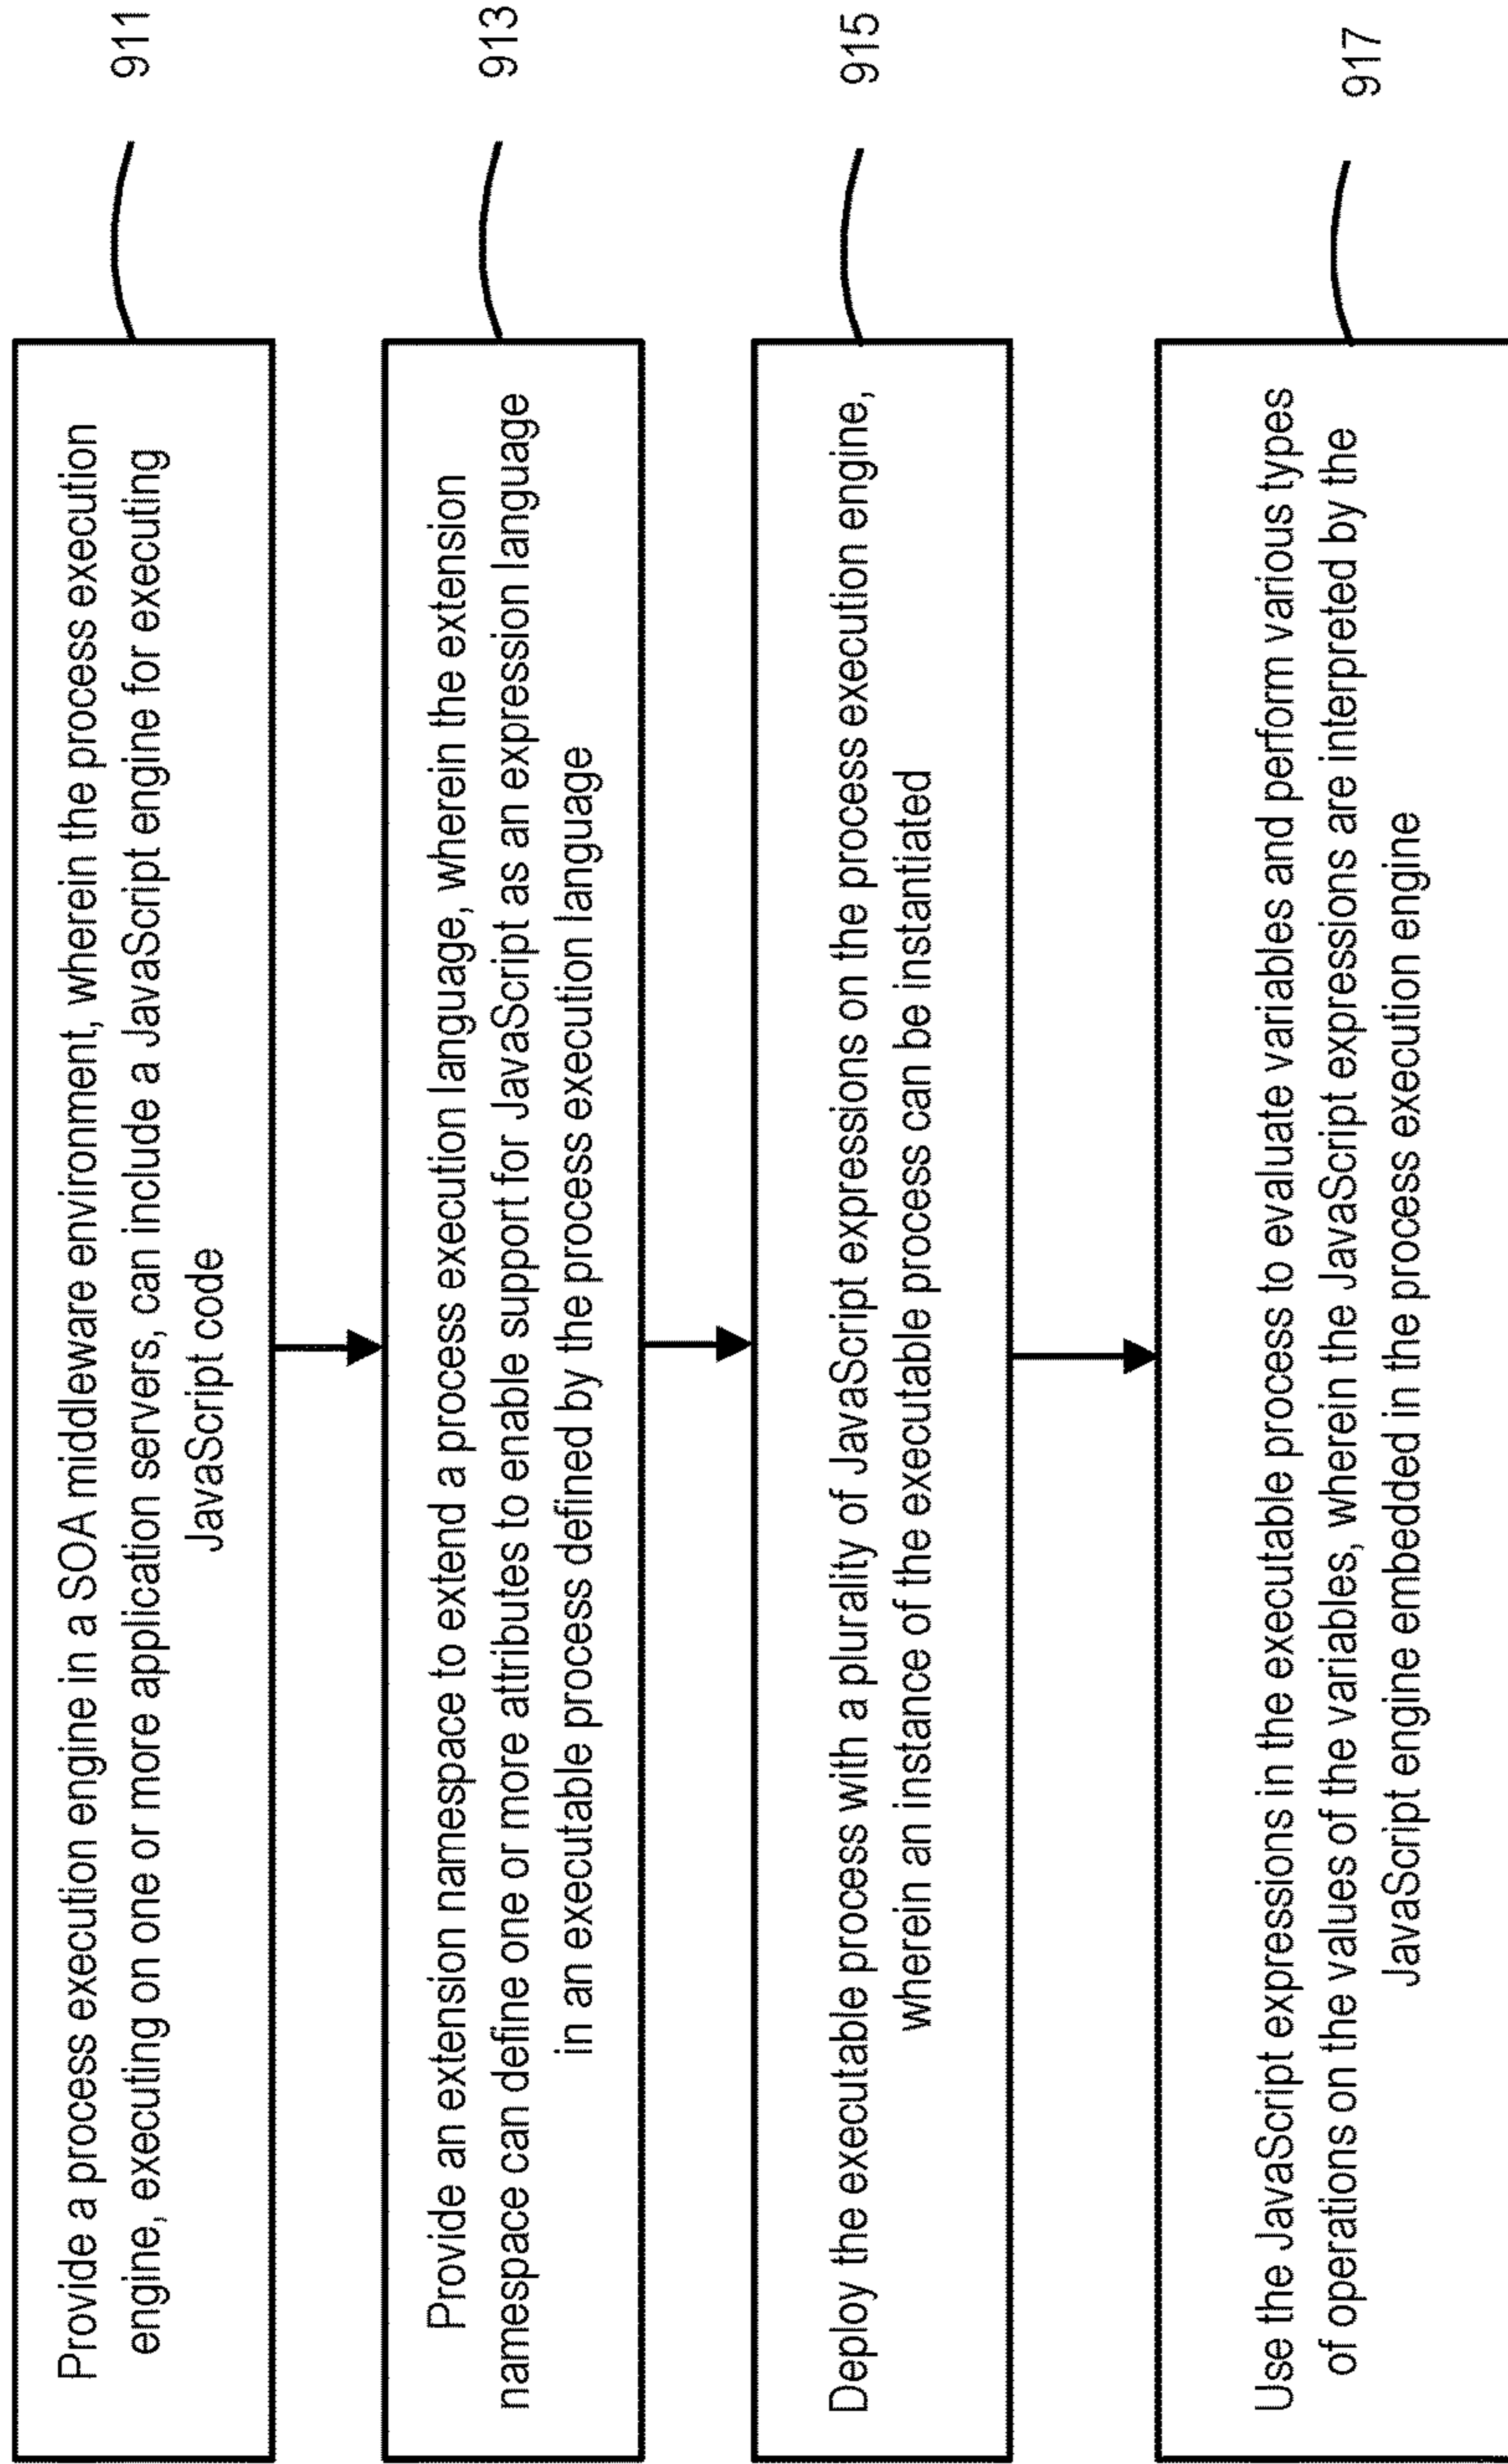 Provide a process execution engine in a SOA middleware environment, wherein the process execution
engine, executing on one or more application servers, can include a JavaScript engine for executing
JavaScript code
911
Provide an extension namespace to extend a process execution language, wherein the extension
namespace can define one or more attributes to enable support for JavaScript as an expression language
in an executable process defined by the process execution language
913
Deploy the executable process with a plurality of JavaScript expressions on the process execution engine,
wherein an instance of the executable process can be instantiated
915
Use the JavaScript expressions in the executable process to evaluate variables and perform various types
of operations on the values of the variables, wherein the JavaScript expressions are interpreted by the
JavaScript engine embedded in the process execution engine
917